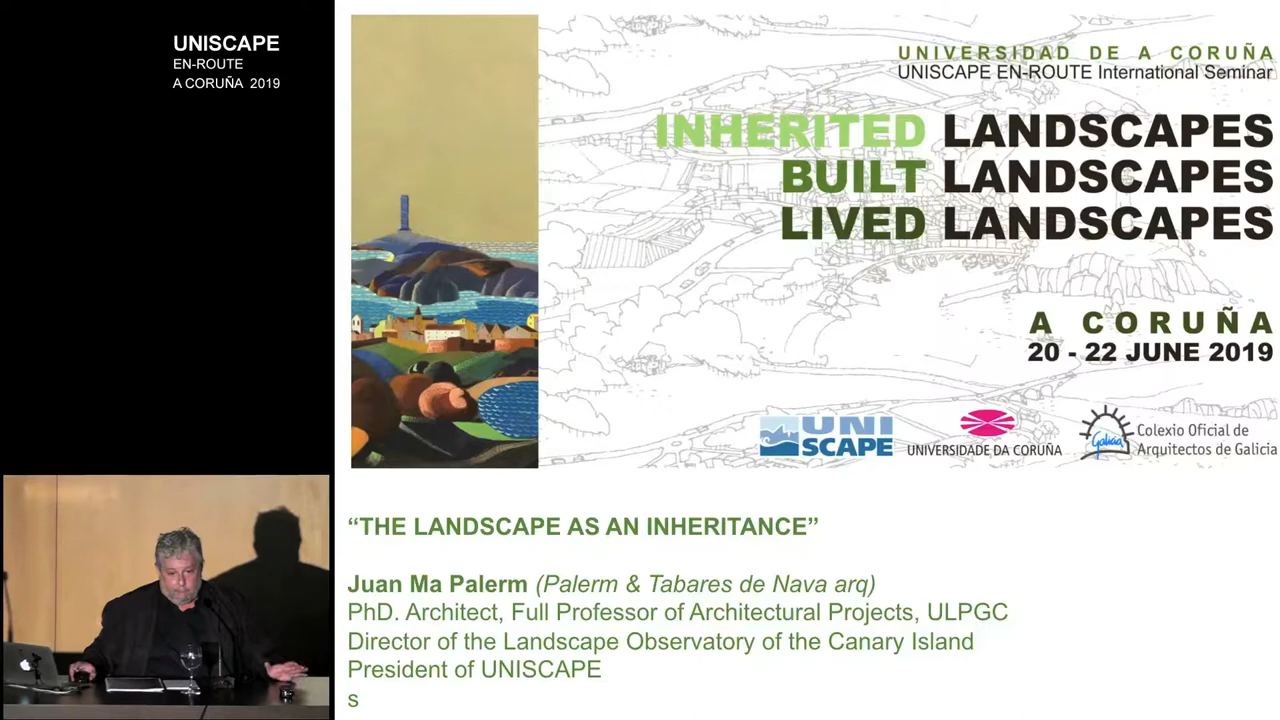 UNISCAPE
EN-ROUTE
A CORUÑA 2019
UNIVERSIDAD DE A CORUÑA
UNISCAPE EN-ROUTE International Seminar
INHERITED LANDSCAPES
BUILT LANDSCAPES
LIVED LANDSCAPES
A CORUÑA
20 - 22 JUNE 2019
UNI
SCAPE
UNIVERSIDADE DA CORUÑA
Galicia
Colexio Oficial de
Arquitectos de Galicia
“THE LANDSCAPE AS AN INHERITANCE”
Juan Ma Palerm (Palerm & Tabares de Nava arq)
PhD. Architect, Full Professor of Architectural Projects, ULPGC
Director of the Landscape Observatory of the Canary Island
President of UNISCAPE
s